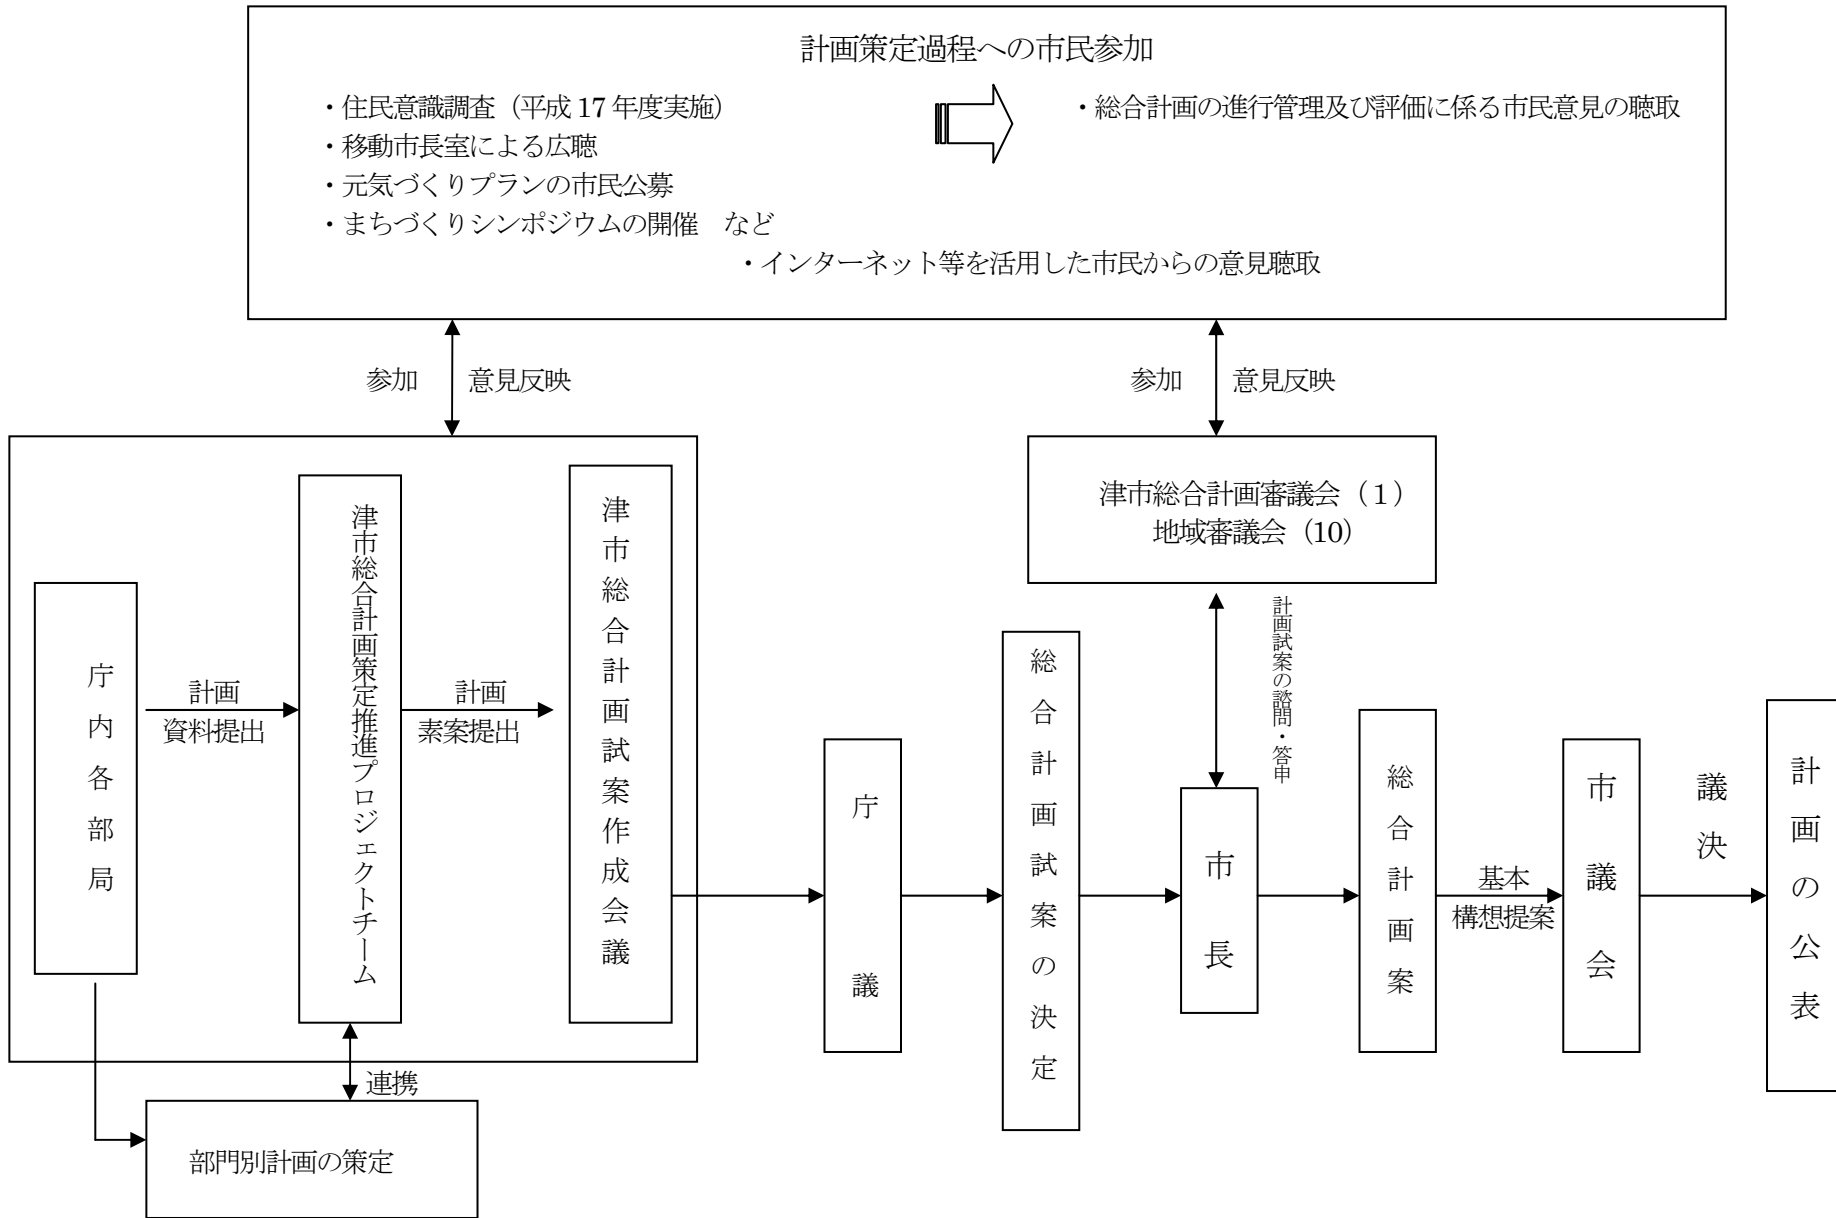 計画策定過程への市民参加
・住民意識調査（平成 17 年度実施）
・移動市長室による広聴
・元気づくりプランの市民公募
・まちづくりシンポジウムの開催　など
・総合計画の進行管理及び評価に係る市民意見の聴取
・インターネット等を活用した市民からの意見聴取
参加
意見反映
参加
意見反映
庁内各部局
計画
資料提出
津市総合計画策定推進プロジェクトチーム
計画
素案提出
津市総合計画試案作成会議
連携
部門別計画の策定
庁議
総合計画試案の決定
津市総合計画審議会（１）
地域審議会（10）
計画試案の諮問・答申
市長
総合計画案
基本
構想提案
市議会
議決
計画の公表